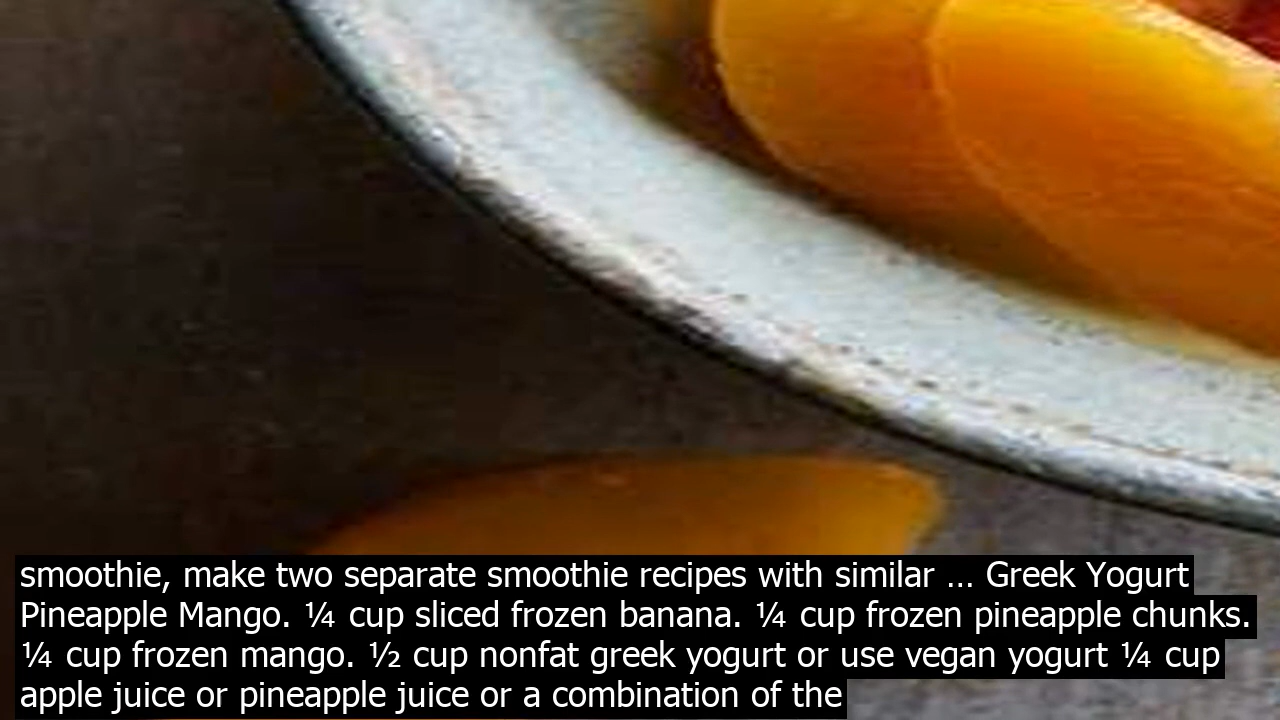 smoothie, make two separate smoothie recipes with similar ... Greek Yogurt
Pineapple Mango. ¼ cup sliced frozen banana. ¼ cup frozen pineapple chunks.
¼ cup frozen mango. ½ cup nonfat greek yogurt or use vegan yogurt ¼ cup
apple juice or pineapple juice or a combination of the